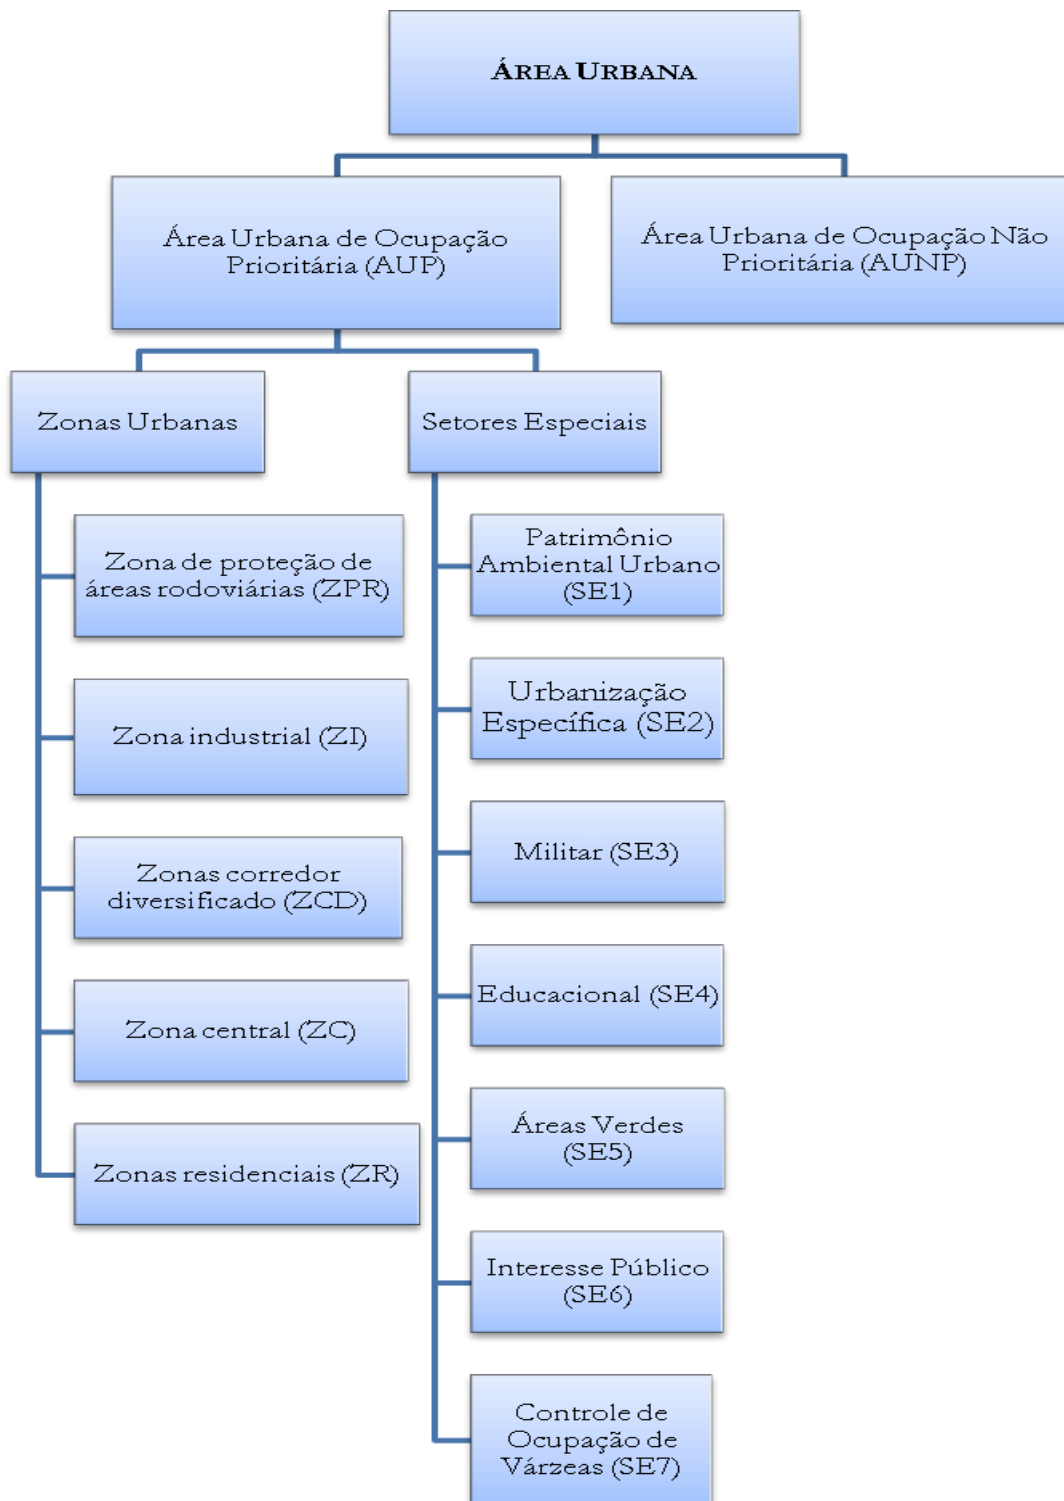 ÁREA URBANA
Área Urbana de Ocupação
Prioritária (AUP)
Área Urbana de Ocupação Não
Prioritária (AUNP)
Zonas Urbanas
Zona de proteção de
áreas rodoviárias (ZPR)
Zona industrial (ZI)
Zonas corredor
diversificado (ZCD)
Zona central (ZC)
Zonas residenciais (ZR)
Setores Especiais
Patrimônio
Ambiental Urbano
(SE1)
Urbanização
Específica (SE2)
Militar (SE3)
Educacional (SE4)
Áreas Verdes
(SE5)
Interesse Público
(SE6)
Controle de
Ocupação de
Várzeas (SE7)